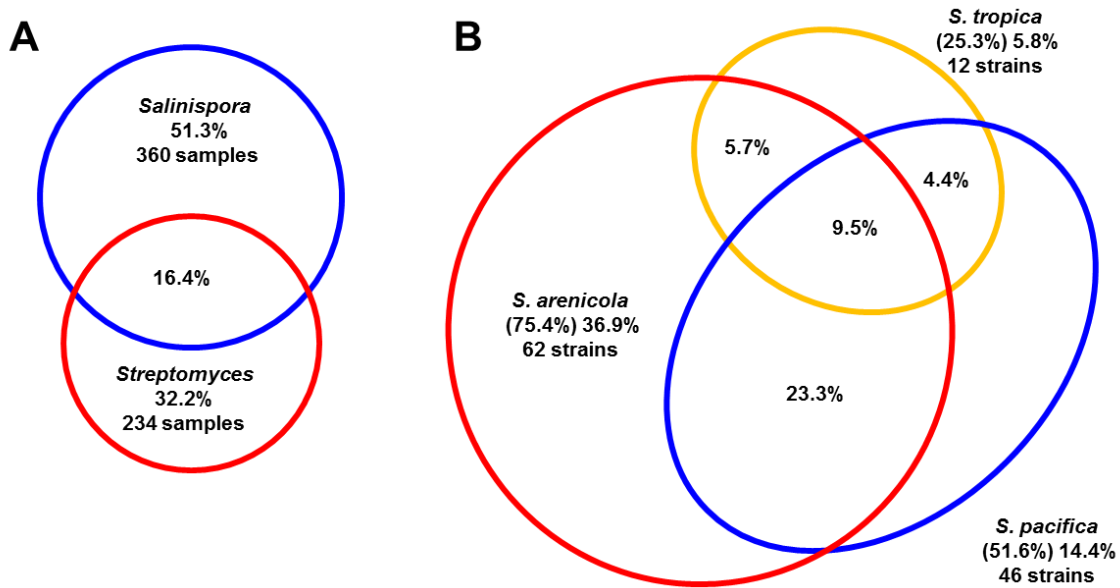 A
Salinispora
51.3%
360 samples
16.4%
Streptomyces
32.2%
234 samples
B
S. tropica
(25.3%) 5.8%
12 strains
5.7%
4.4%
9.5%
S. arenicola
(75.4%) 36.9%
62 strains
23.3%
S. pacifica
(51.6%) 14.4%
46 strains